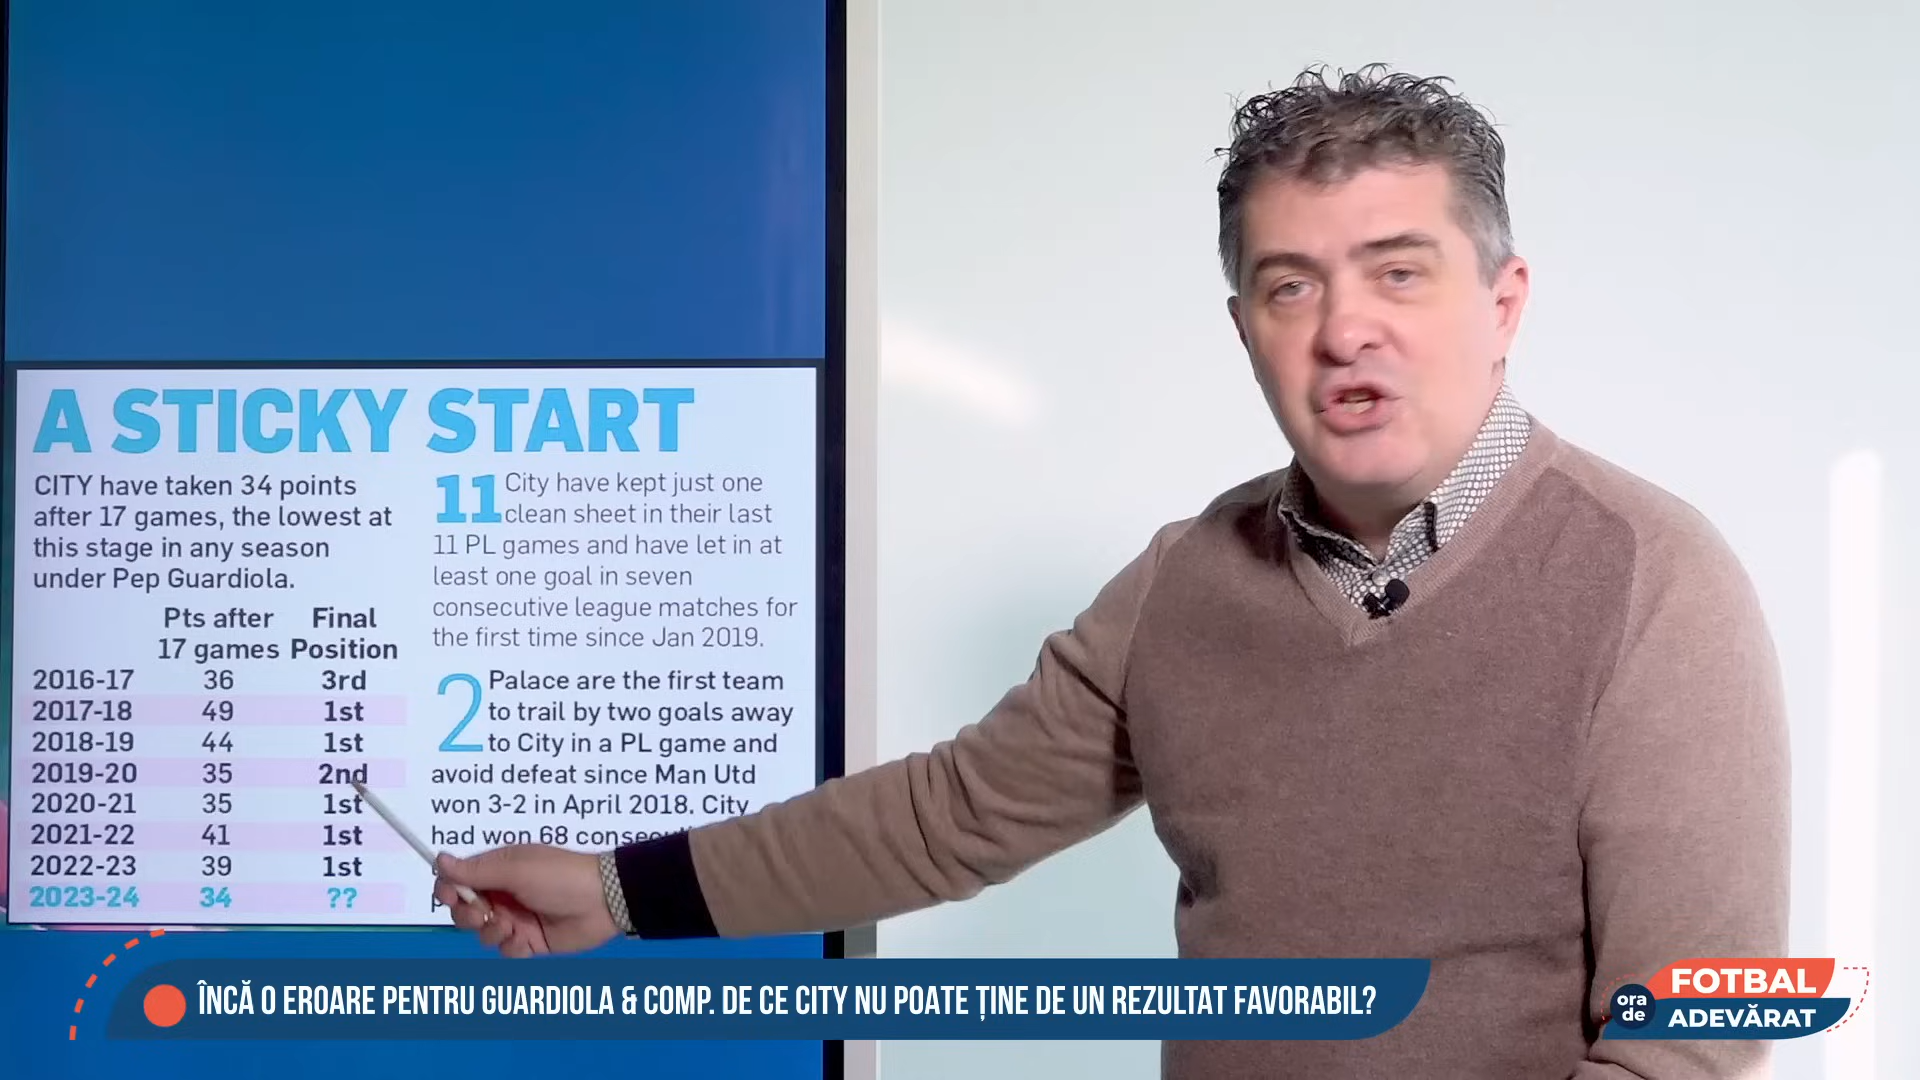 A STICKY START
CITY have taken 34 points
after 17 games, the lowest at
this stage in any season
under Pep Guardiola.
Pts after Final
17 games Position
2016-17 36 3rd
2017-18 49 1st
2018-19 44 1st
2019-20 35 2nd
2020-21 35 1st
2021-22 41 1st
2022-23 39 1st
2023-24 34 ??
11 City have kept just one
clean sheet in their last
11 PL games and have let in at
least one goal in seven
consecutive league matches for
the first time since Jan 2019.
2 Palace are the first team
to trail by two goals away
to City in a PL game and
avoid defeat since Man Utd
won 3-2 in April 2018. City
had won 68
ÎNCĂ O EROARE PENTRU GUARDIOLA & COMP. DE CE CITY NU POATE ȚINE DE UN REZULTAT FAVORABIL?
ora de FOTBAL ADEVĂRAT